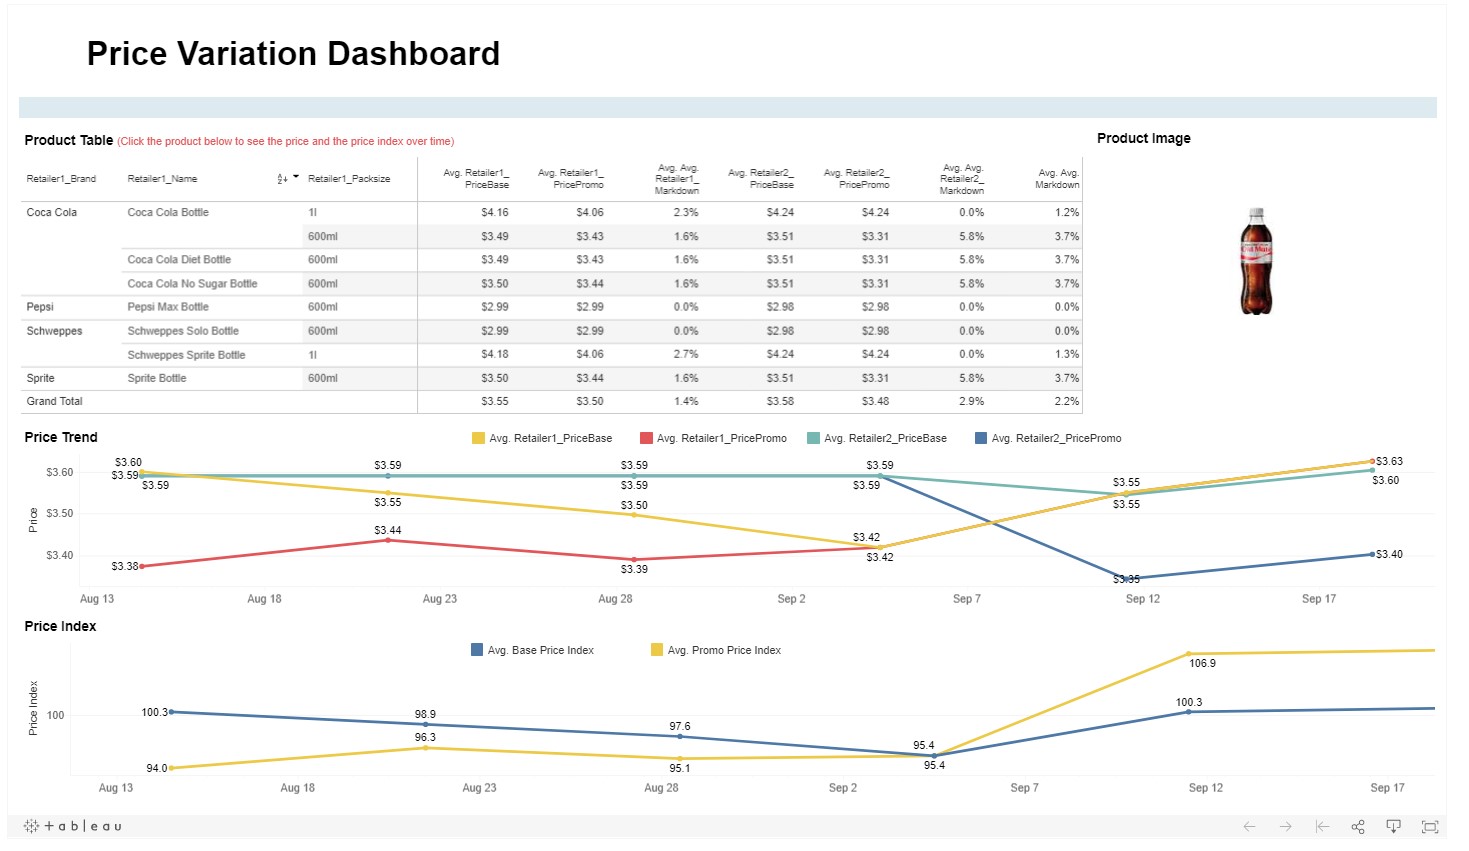 Price Variation Dashboard
Product Table (Click the product below to see the price and the price index over time)
Product Image
Retailer1_Brand Retailer1_Name Retailer1_Packsize Avg. Retailer1_PriceBase Avg. Retailer1_PricePromo Avg. Avg. Retailer1_Markdown Avg. Retailer2_PriceBase Avg. Retailer2_PricePromo Avg. Avg. Retailer2_Markdown Avg. Avg. Markdown
Coca Cola Coca Cola Bottle 1l $4.16 $4.06 2.3% $4.24 $4.24 0.0% 1.2%
600ml $3.49 $3.43 1.6% $3.51 $3.31 5.8% 3.7%
Coca Cola Diet Bottle 600ml $3.49 $3.43 1.6% $3.51 $3.31 5.8% 3.7%
Coca Cola No Sugar Bottle 600ml $3.50 $3.44 1.6% $3.51 $3.31 5.8% 3.7%
Pepsi Pepsi Max Bottle 600ml $2.99 $2.99 0.0% $2.98 $2.98 0.0% 0.0%
Schweppes Schweppes Solo Bottle 600ml $2.99 $2.99 0.0% $2.98 $2.98 0.0% 0.0%
Schweppes Sprite Bottle 1l $4.18 $4.06 2.7% $4.24 $4.24 0.0% 1.3%
Sprite Sprite Bottle 600ml $3.50 $3.44 1.6% $3.51 $3.31 5.8% 3.7%
Grand Total $3.55 $3.50 1.4% $3.58 $3.48 2.9% 2.2%
Price Trend
Avg. Retailer1_PriceBase Avg. Retailer1_PricePromo Avg. Retailer2_PriceBase Avg. Retailer2_PricePromo
Price
$3.60
$3.50
$3.40
$3.60
$3.59
$3.59
$3.38
$3.59
$3.55
$3.44
$3.59
$3.59
$3.50
$3.39
$3.59
$3.59
$3.42
$3.42
$3.55
$3.55
$3.35
$3.63
$3.60
$3.40
Aug 13 Aug 18 Aug 23 Aug 28 Sep 2 Sep 7 Sep 12 Sep 17
Price Index
Avg. Base Price Index Avg. Promo Price Index
Price Index
100
100.3
94.0
98.9
96.3
97.6
95.1
95.4
95.4
106.9
100.3
Aug 13 Aug 18 Aug 23 Aug 28 Sep 2 Sep 7 Sep 12 Sep 17
+ableau